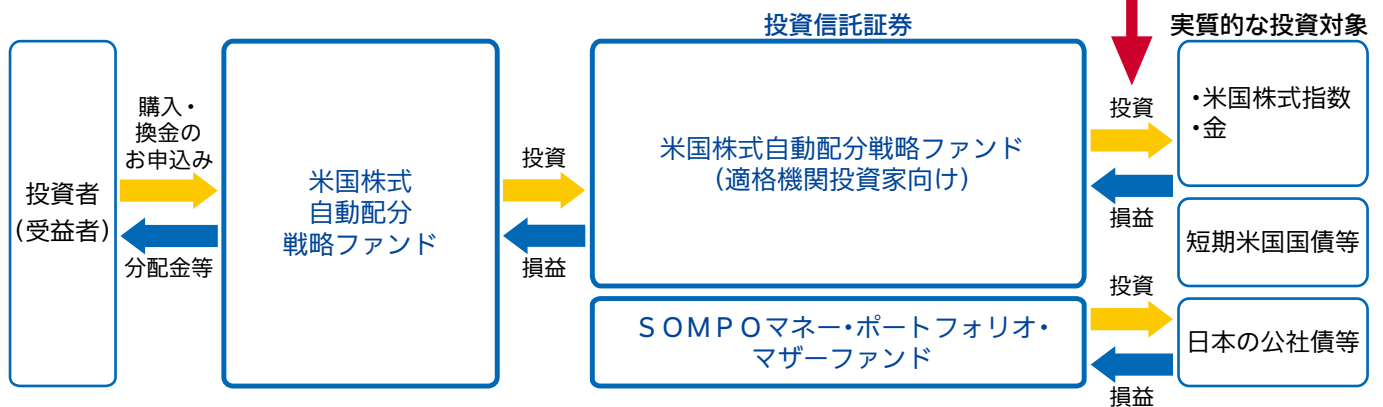 投資信託証券
実質的な投資対象
投資者
(受益者)
購入・
換金の
お申込み
分配金等
米国株式
自動配分
戦略ファンド
投資
損益
米国株式自動配分戦略ファンド
(適格機関投資家向け)
ＳＯＭＰＯマネー・ポートフォリオ・
マザーファンド
投資
損益
投資
損益
・米国株式指数
・金
短期米国国債等
日本の公社債等